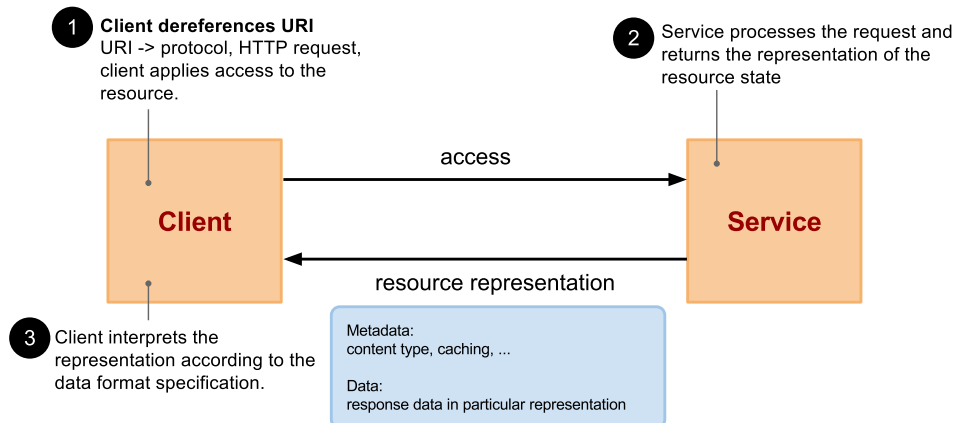 1
Client dereferences URI
URI -> protocol, HTTP request,
client applies access to the
resource.
2
Service processes the request and
returns the representation of the
resource state
access
Client
Service
resource representation
3
Client interprets the
representation according to the
data format specification.
Metadata:
content type, caching, ...
Data:
response data in particular representation